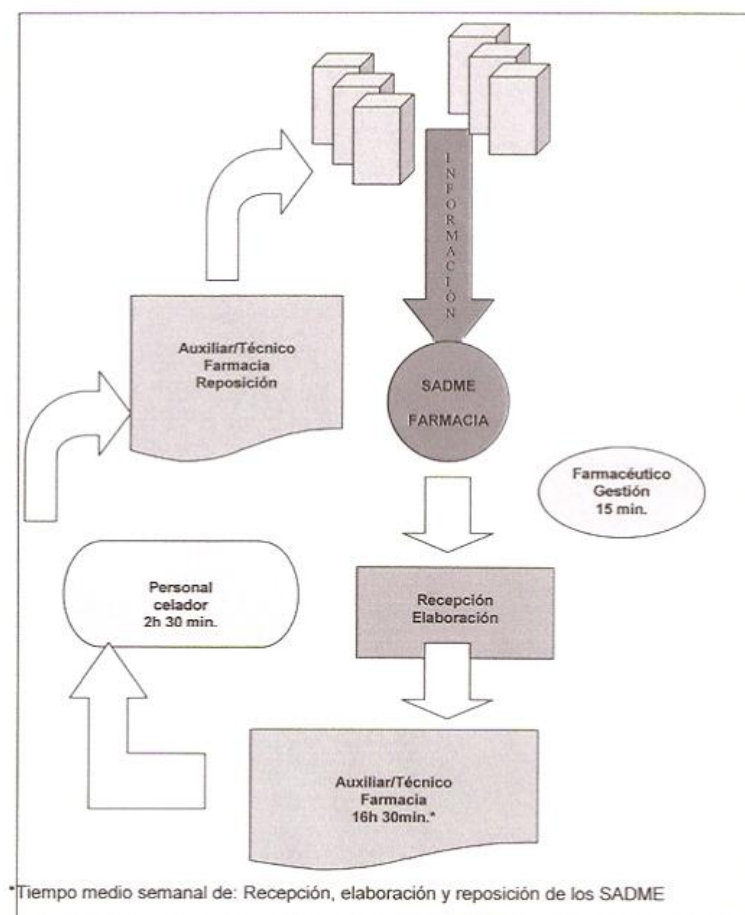 INFORMACIÓN
Auxiliar/Técnico
Farmacia
Reposición
SADME
FARMACIA
Farmacéutico
Gestión
15 min.
Personal
celador
2h 30 min.
Recepción
Elaboración
Auxiliar/Técnico
Farmacia
16h 30min.*
*Tiempo medio semanal de: Recepción, elaboración y reposición de los SADME